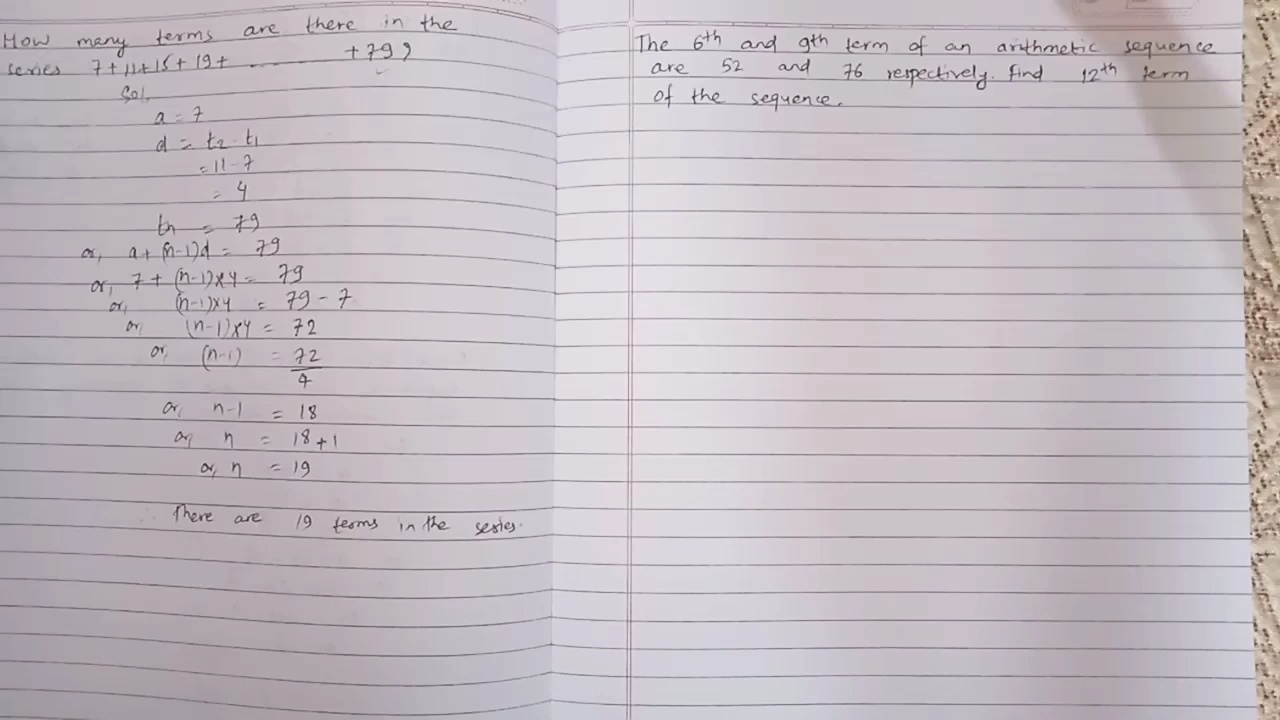 How many terms are there in the
series 7+11+15+19+ ............ +79?
Sol,
a = 7
d = t2 - t1
= 11 - 7
= 4
tn = 79
or, a+(n-1)d = 79
or, 7 + (n-1)×4 = 79
or, (n-1)×4 = 79 - 7
or, (n-1)×4 = 72
or, (n-1) = 72
4
or, n-1 = 18
or, n = 18+1
or, n = 19
∴ There are 19 terms in the series.
The 6th and 9th term of an arithmetic sequence
are 52 and 76 respectively. Find 12th term
of the sequence.